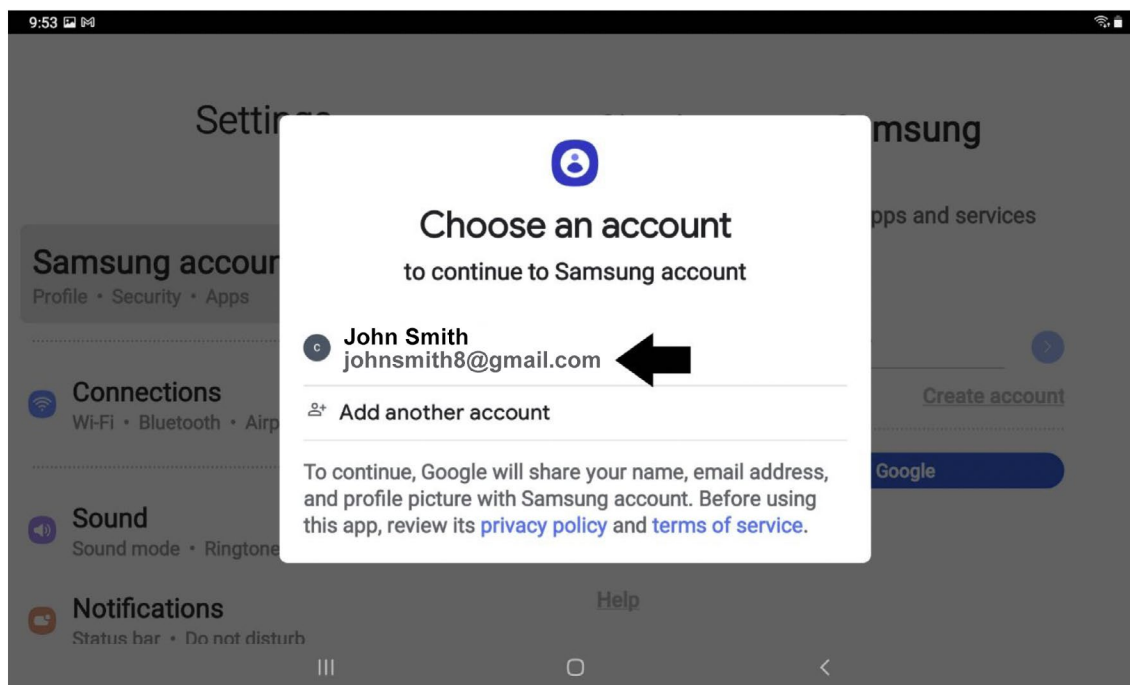 9:53
Settin
msung
Choose an account
pps and services
to continue to Samsung account
Samsung accoun
Profile • Security • Apps
C
John Smith
johnsmith8@gmail.com
Connections
Wi-Fi • Bluetooth • Airp
Add another account
Create account
To continue, Google will share your name, email address,
and profile picture with Samsung account. Before using
this app, review its privacy policy and terms of service.
Google
Sound
Sound mode • Ringtone
Notifications
Status bar • Do not disturb
Help